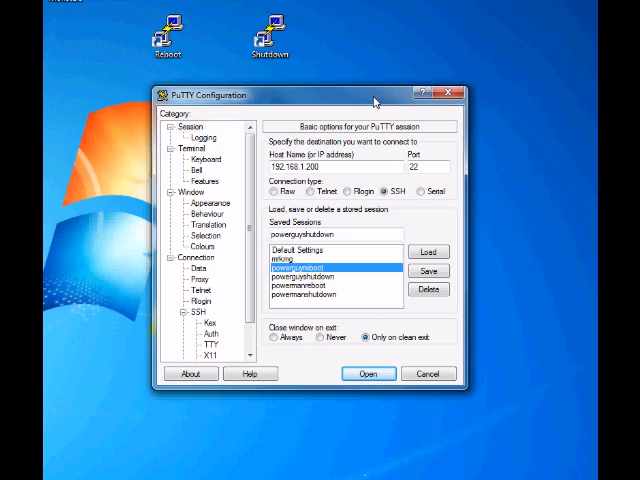 Reboot
Shutdown
PuTTY Configuration
?
X
Category:
Session
Logging
Terminal
Keyboard
Bell
Features
Window
Appearance
Behaviour
Translation
Selection
Colours
Connection
Data
Proxy
Telnet
Rlogin
SSH
Kex
Auth
TTY
X11
Basic options for your PuTTY session
Specify the destination you want to connect to
Host Name (or IP address) Port
192.168.1.200 22
Connection type:
Raw Telnet Rlogin SSH Serial
Load, save or delete a stored session
Saved Sessions
powerguyshutdown
Default Settings
mrkmg
powerguyreboot
powerguyshutdown
powermanreboot
powermanshutdown
Load
Save
Delete
Close window on exit:
Always Never Only on clean exit
About Help Open Cancel